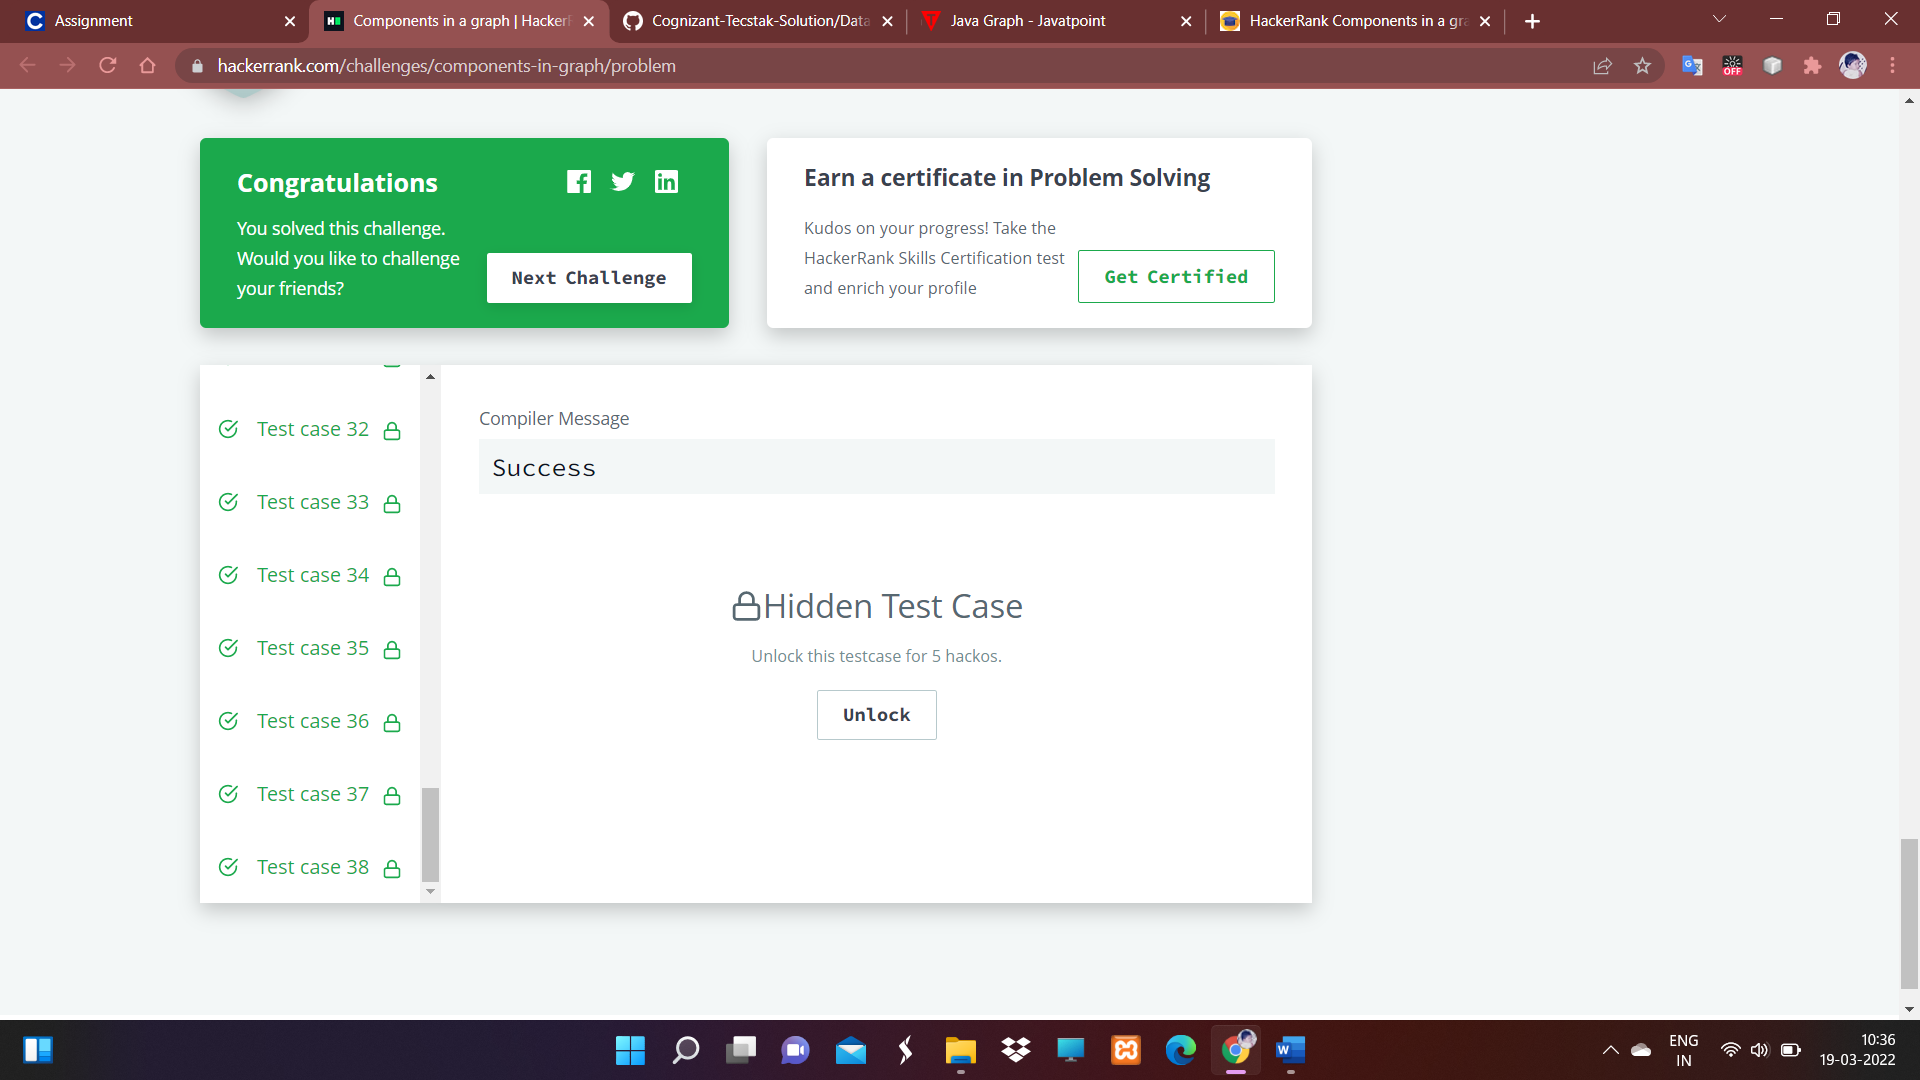 Assignment
Components in a graph | Hacker
Cognizant-Tecstak-Solution/Data
Java Graph - Javatpoint
HackerRank Components in a gra
hackerrank.com/challenges/components-in-graph/problem
OFF
Congratulations
You solved this challenge.
Would you like to challenge
your friends?
Next Challenge
Earn a certificate in Problem Solving
Kudos on your progress! Take the
HackerRank Skills Certification test
and enrich your profile
Get Certified
Test case 32
Test case 33
Test case 34
Test case 35
Test case 36
Test case 37
Test case 38
Compiler Message
Success
Hidden Test Case
Unlock this testcase for 5 hackos.
Unlock
ENG
IN
10:36
19-03-2022